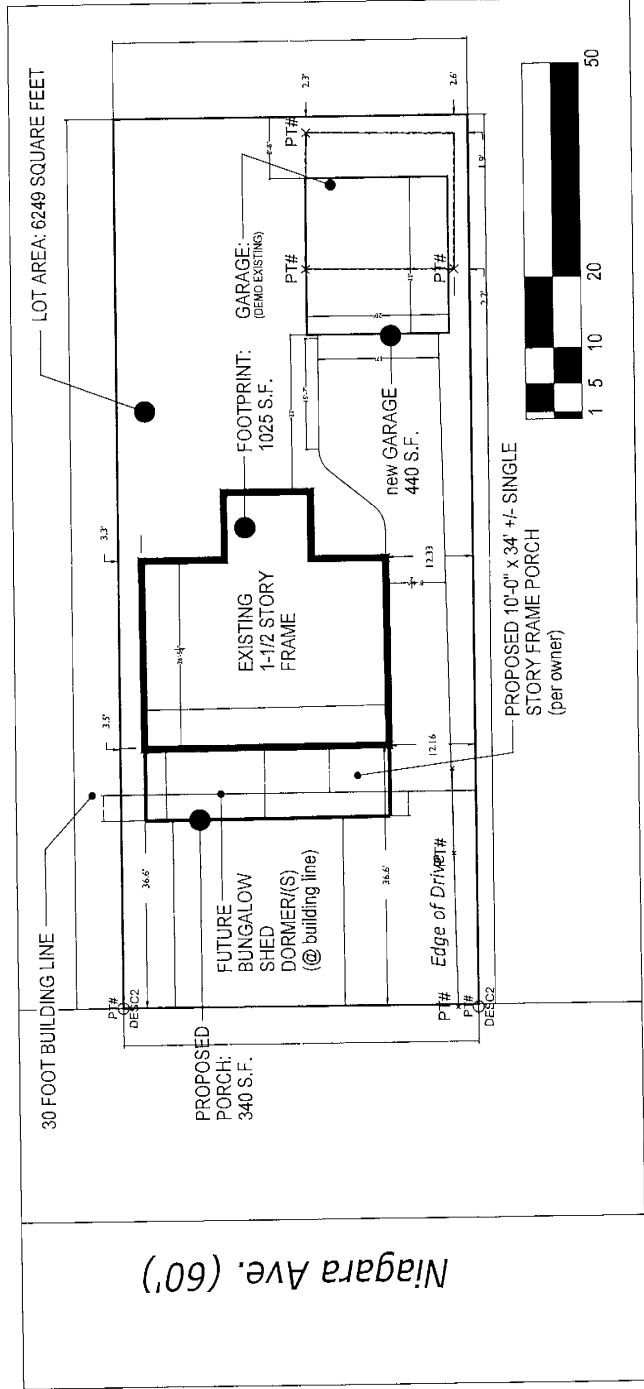 LOT AREA: 6249 SQUARE FEET
30 FOOT BUILDING LINE
PT#
DESC2
3.5'
3.3'
36.6'
PROPOSED
PORCH:
340 S.F.
FUTURE
BUNGALOW
SHED
DORMER/(S)
(@ building line)
EXISTING
1-1/2 STORY
FRAME
FOOTPRINT:
1025 S.F.
GARAGE:
(DEMO EXISTING)
PT#
PT#
2.3'
new GARAGE
440 S.F.
PT#
2.6'
1.9'
2.2'
36.6'
12.16
12.33
Edge of Drive
PT#
PT#
PT#
DESC2
PROPOSED 10'-0" x 34' +/- SINGLE
STORY FRAME PORCH
(per owner)
1 5 10 20 50
Niagara Ave. (60')